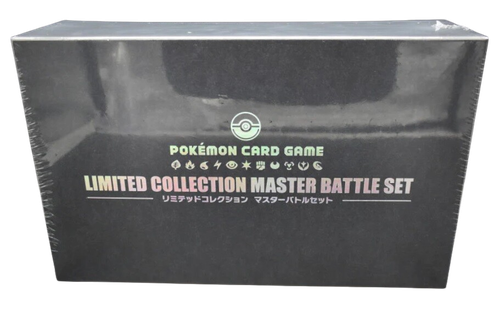 POKÉMON CARD GAME
LIMITED COLLECTION MASTER BATTLE SET
リミテッドコレクション マスターバトルセット